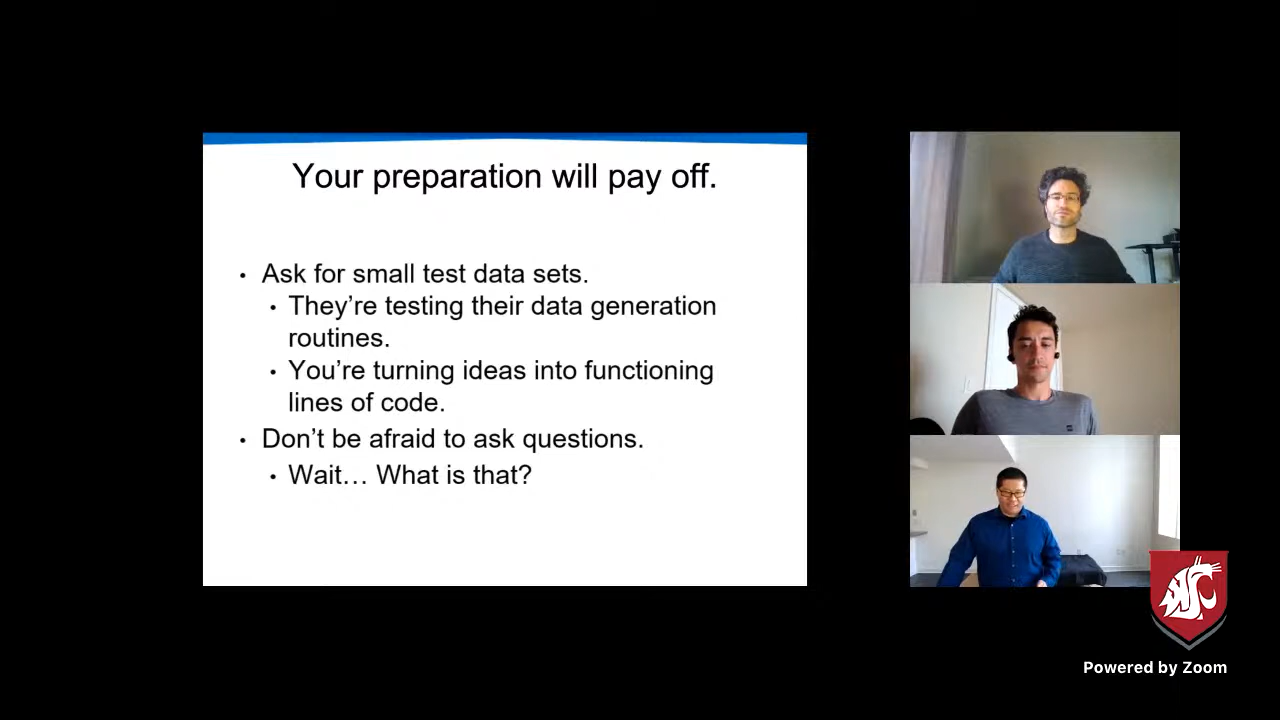 Your preparation will pay off.
• Ask for small test data sets.
• They’re testing their data generation
routines.
• You’re turning ideas into functioning
lines of code.
• Don’t be afraid to ask questions.
• Wait… What is that?
Powered by Zoom